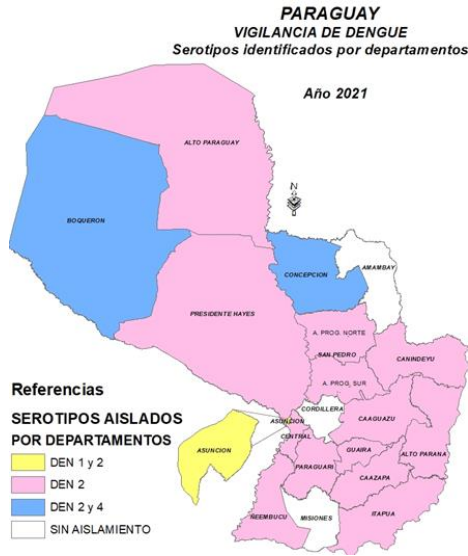 PARAGUAY
VIGILANCIA DE DENGUE
Serotipos identificados por departamentos
Año 2021
ALTO PARAGUAY
N
BOQUERON
CONCEPCION
AMAMBAY
PRESIDENTE HAYES
A. PROG. NORTE
SAN PEDRO
CANINDEYU
A. PROG. SUR
CORDILLERA
ASUNCION
CENTRAL
CAAGUAZU
ASUNCION
PARAGUARI
GUAIRA
ALTO PARANA
CAAZAPA
ÑEEMBUCU
MISIONES
ITAPUA
Referencias
SEROTIPOS AISLADOS
POR DEPARTAMENTOS
DEN 1 y 2
DEN 2
DEN 2 y 4
SIN AISLAMIENTO